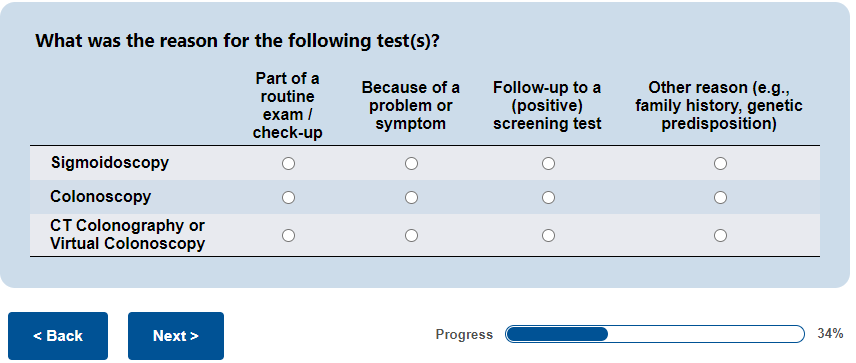 What was the reason for the following test(s)?
Part of a
routine
exam /
check-up
Because of a
problem or
symptom
Follow-up to a
(positive)
screening test
Other reason (e.g.,
family history, genetic
predisposition)
Sigmoidoscopy
Colonoscopy
CT Colonography or
Virtual Colonoscopy
< Back
Next >
Progress
34%